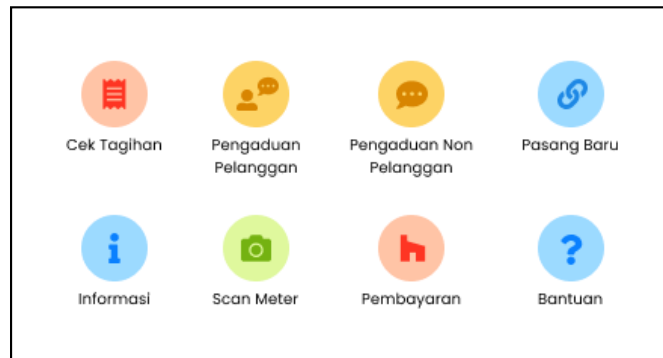 Cek Tagihan
Pengaduan
Pelanggan
Pengaduan Non
Pelanggan
Pasang Baru
Informasi
Scan Meter
Pembayaran
Bantuan